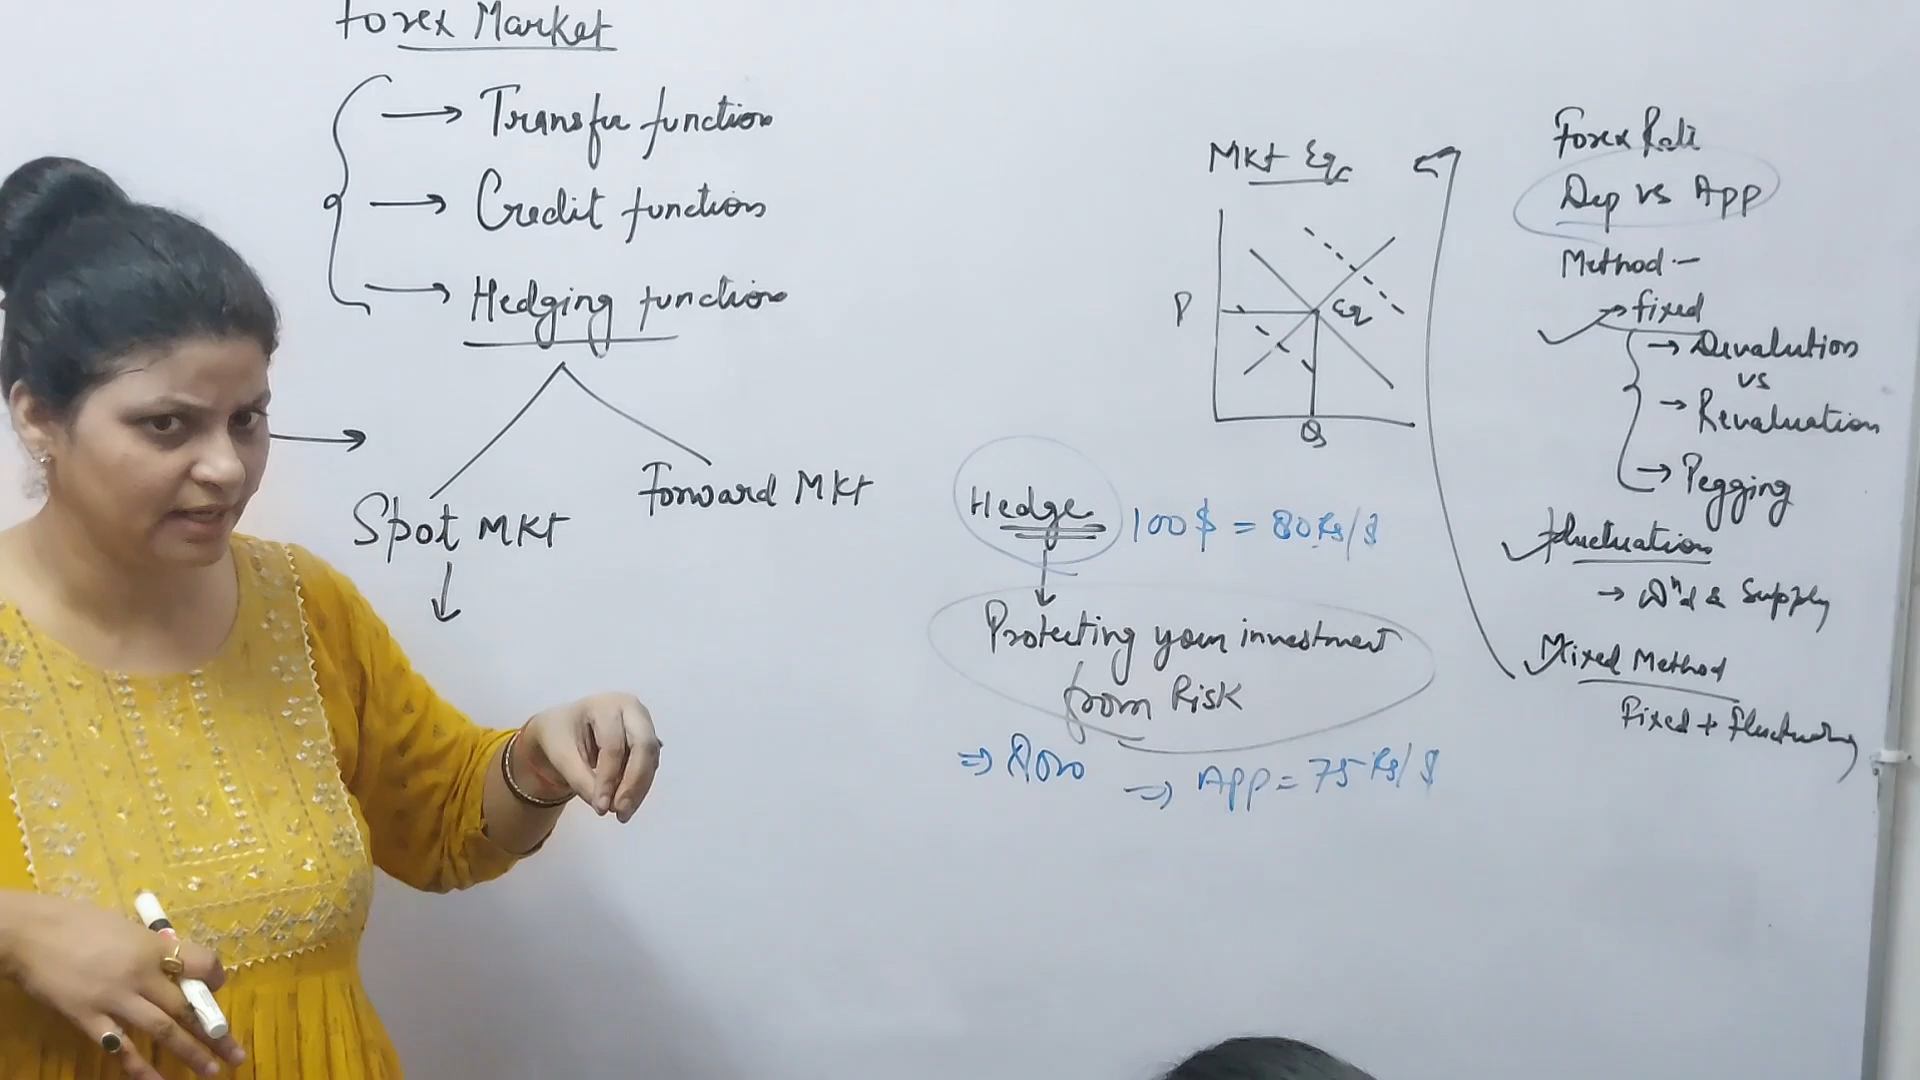 Forex Market
→ Transfer function
→ Credit function
→ Hedging function
Spot MKt
Forward MKt
Mkt Eq
P
Eq
Q
Hedge
100$ = 80Rs/$
Protecting your investment
from Risk
⇒ 8000
⇒ App = 75 Rs/$
Forex Rate
Dep vs App
Method :-
→ fixed
→ Devalution
vs
→ Revaluation
→ Pegging
fluctuation
→ Dⁿd & Supply
Mixed Method
Fixed + fluctuating